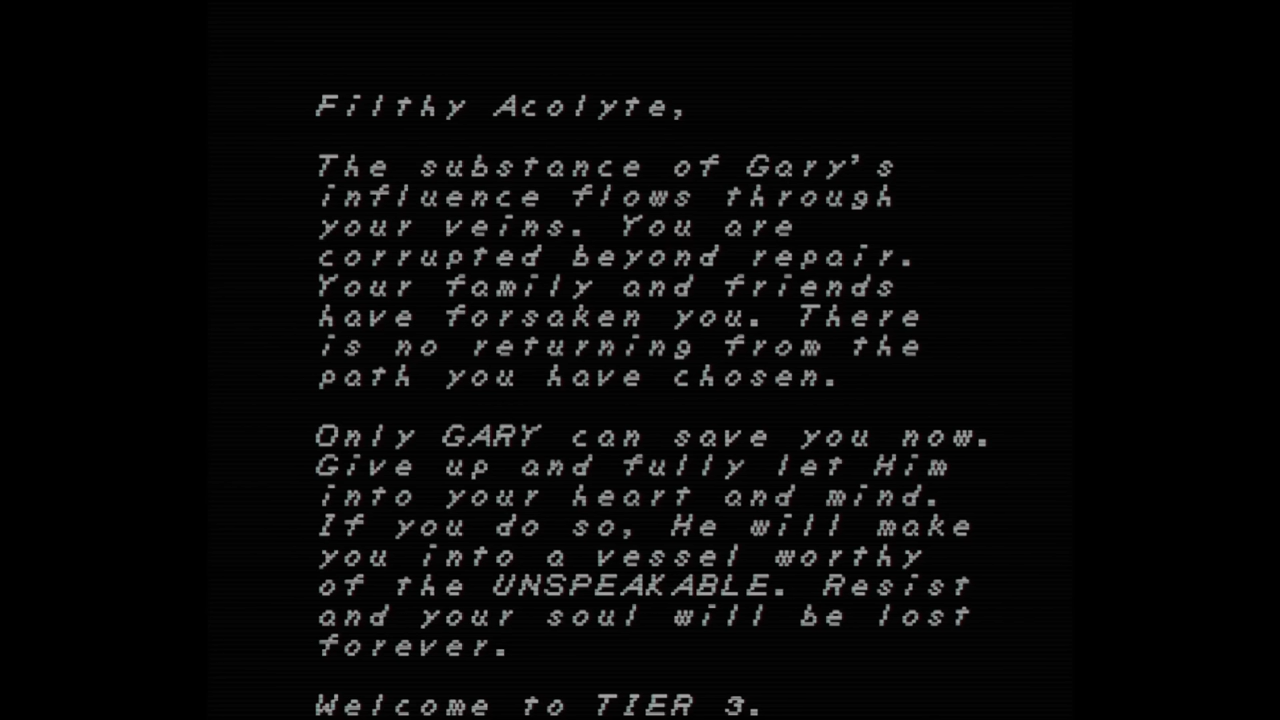 Filthy Acolyte,
The substance of Gary's
influence flows through
your veins. You are
corrupted beyond repair.
Your family and friends
have forsaken you. There
is no returning from the
path you have chosen.
Only GARY can save you now.
Give up and fully let Him
into your heart and mind.
If you do so, He will make
you into a vessel worthy
of the UNSPEAKABLE. Resist
and your soul will be lost
forever.
Welcome to TIER 3.